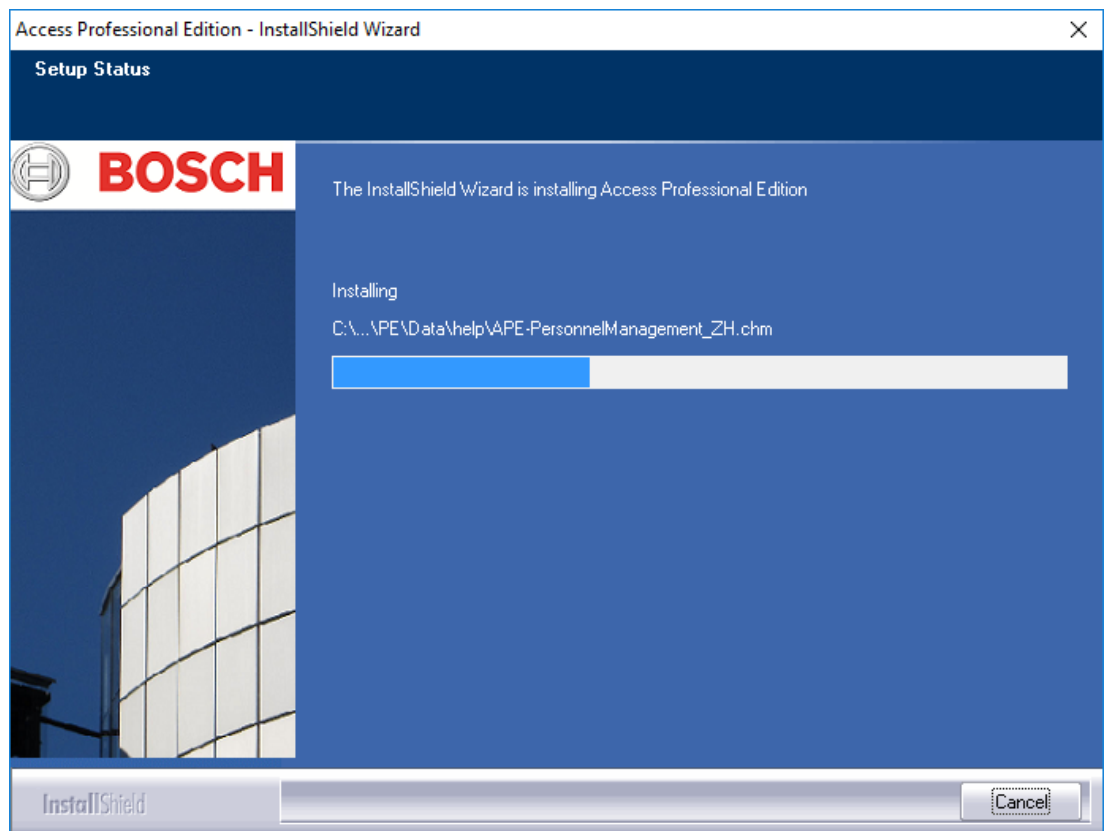 Access Professional Edition - InstallShield Wizard
Setup Status
BOSCH
The InstallShield Wizard is installing Access Professional Edition
Installing
C:\...\PE\Data\help\APE-PersonnelManagement_ZH.chm
InstallShield
Cancel